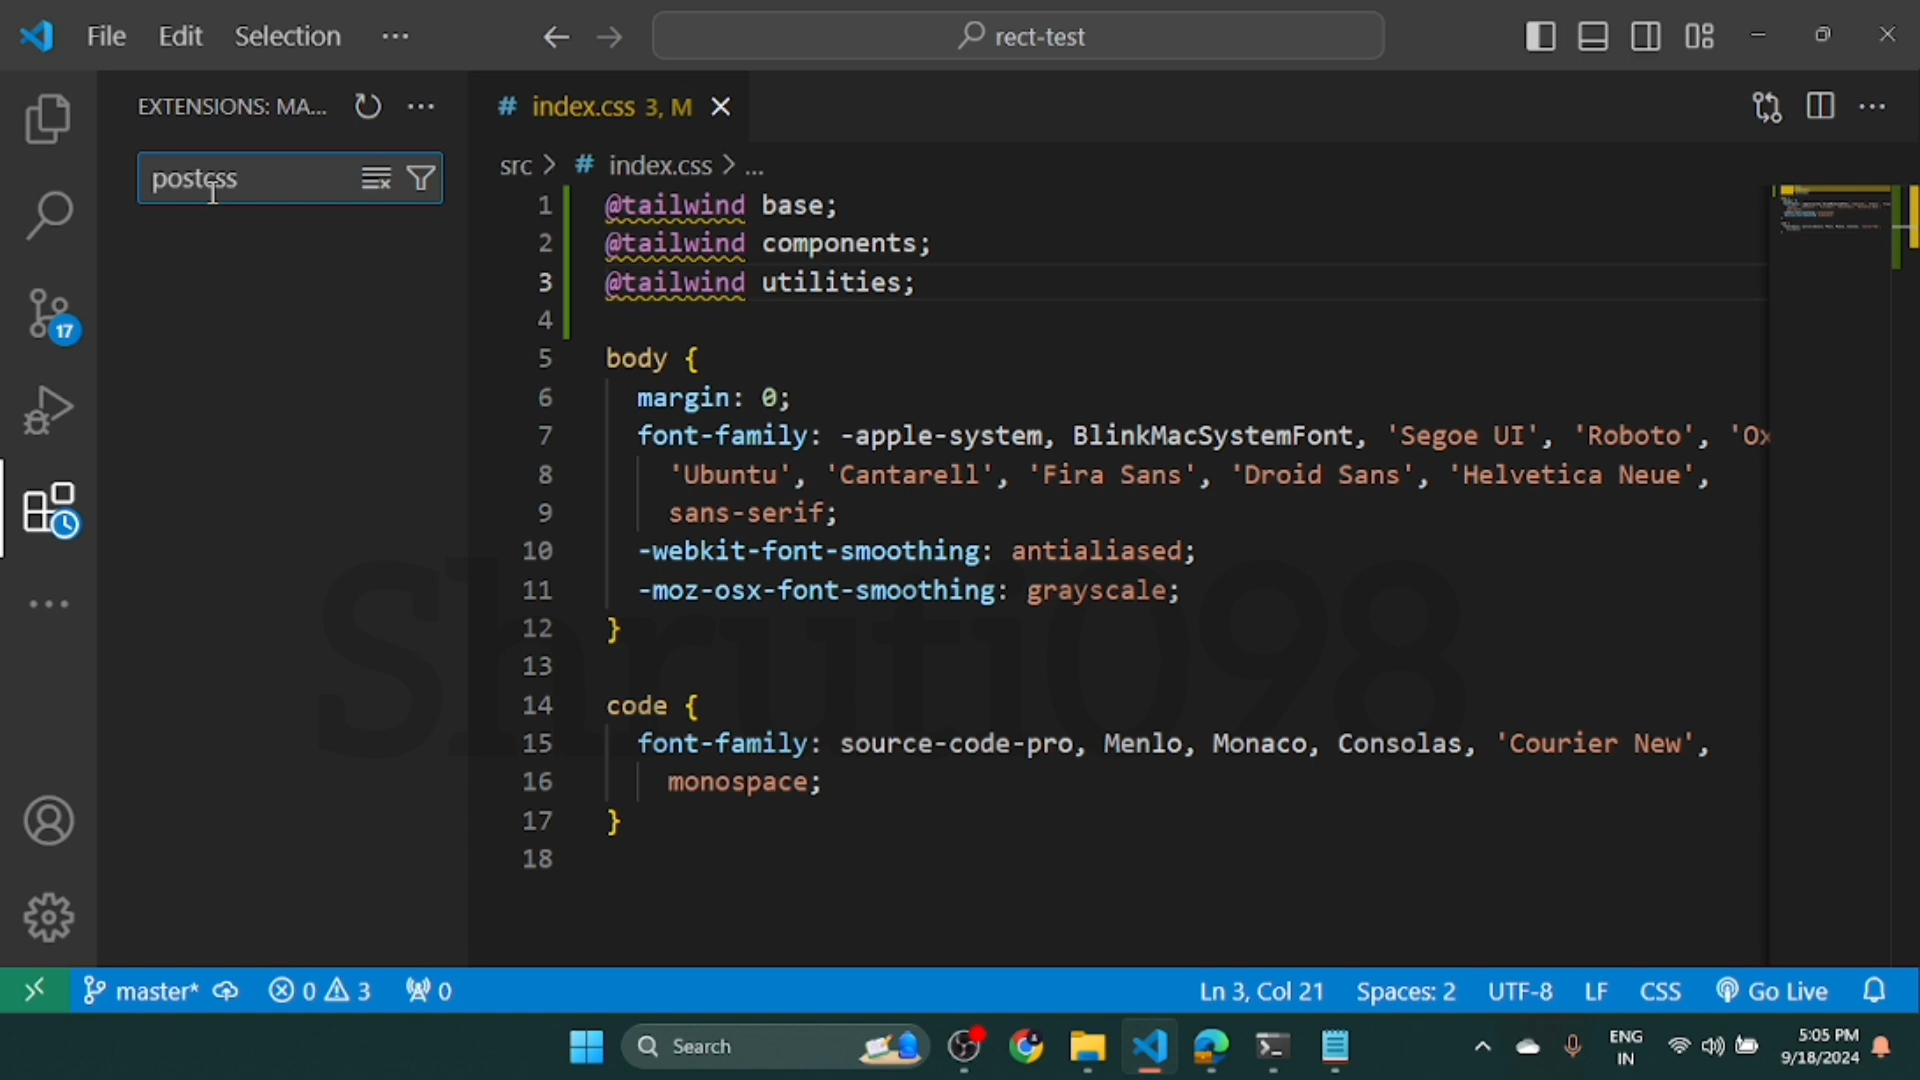 File Edit Selection ··· rect-test
EXTENSIONS: MA... ···
postcss
17
# index.css 3, M
src > # index.css > ...
1 @tailwind base;
2 @tailwind components;
3 @tailwind utilities;
4
5 body {
6 margin: 0;
7 font-family: -apple-system, BlinkMacSystemFont, 'Segoe UI', 'Roboto', 'Ox
8 'Ubuntu', 'Cantarell', 'Fira Sans', 'Droid Sans', 'Helvetica Neue',
9 sans-serif;
10 -webkit-font-smoothing: antialiased;
11 -moz-osx-font-smoothing: grayscale;
12 }
13
14 code {
15 font-family: source-code-pro, Menlo, Monaco, Consolas, 'Courier New',
16 monospace;
17 }
18
Shruti098
master* 0 3 0 Ln 3, Col 21 Spaces: 2 UTF-8 LF CSS Go Live
Search ENG IN 5:05 PM
9/18/2024